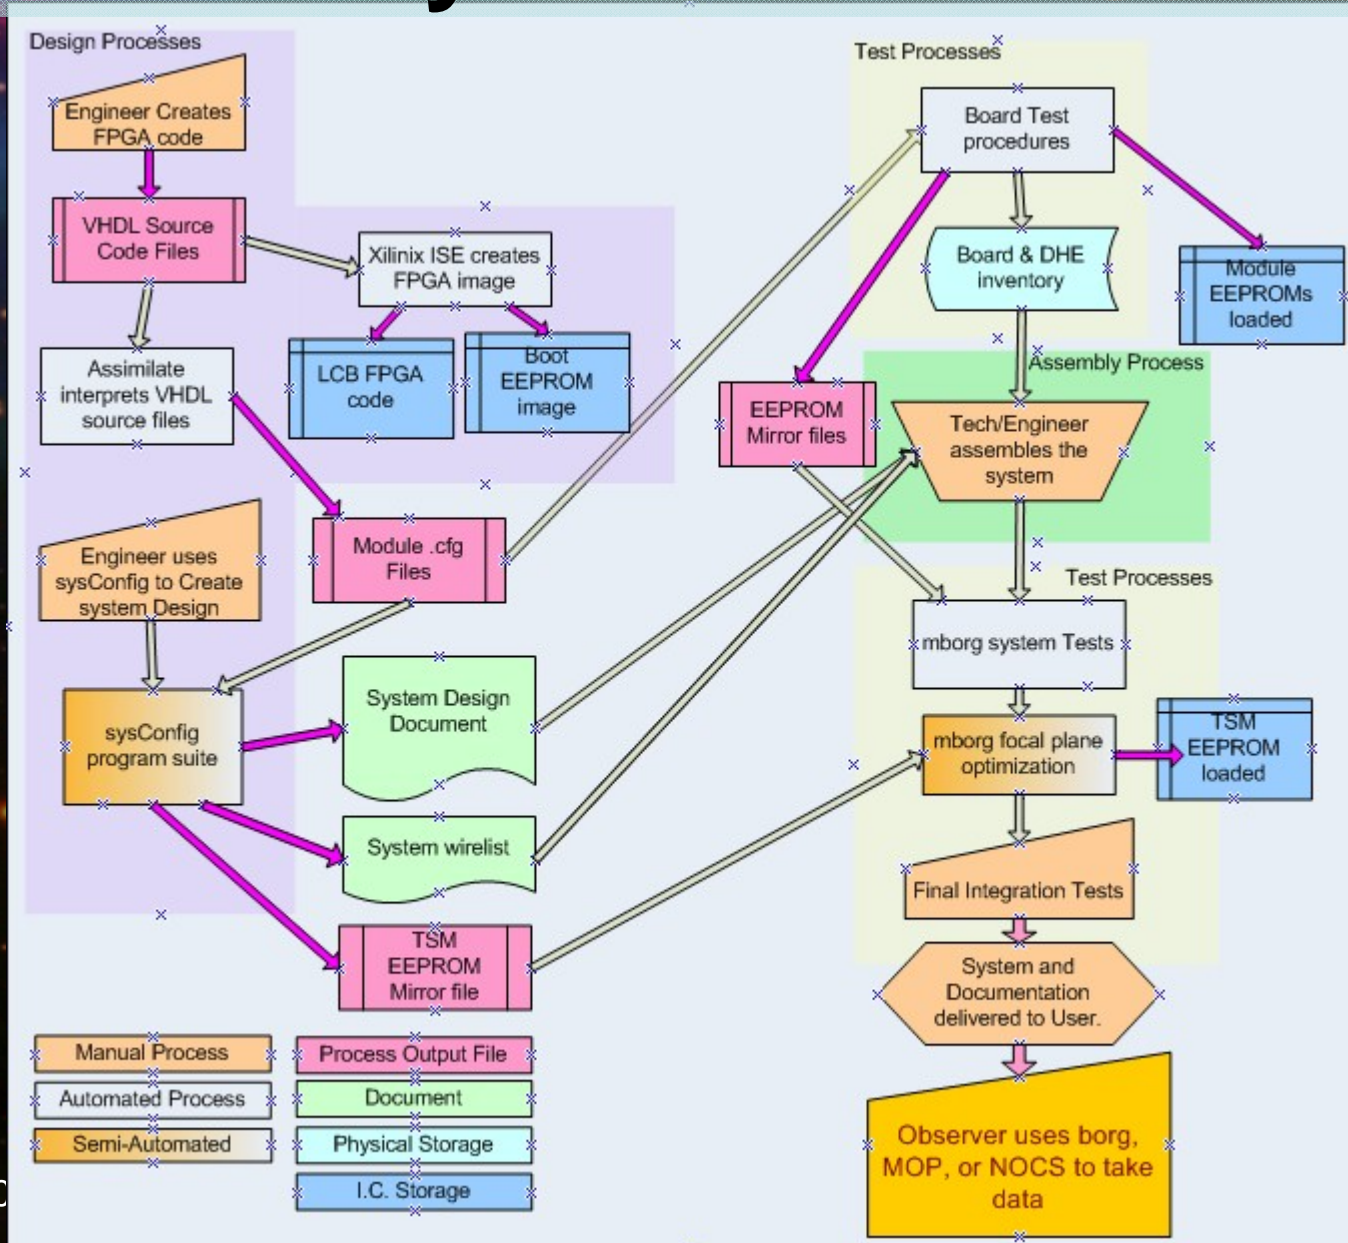 Design Processes
Engineer Creates
FPGA code
VHDL Source
Code Files
Xilinix ISE creates
FPGA image
LCB FPGA
code
Boot
EEPROM
image
Assimilate
interprets VHDL
source files
Module .cfg
Files
Engineer uses
sysConfig to Create
system Design
sysConfig
program suite
System Design
Document
System wirelist
TSM
EEPROM
Mirror file
Test Processes
Board Test
procedures
Board & DHE
inventory
Module
EEPROMs
loaded
EEPROM
Mirror files
Assembly Process
Tech/Engineer
assembles the
system
Test Processes
mborg system Tests
mborg focal plane
optimization
TSM
EEPROM
loaded
Final Integration Tests
System and
Documentation
delivered to User.
Observer uses borg,
MOP, or NOCS to take
data
Manual Process
Automated Process
Semi-Automated
Process Output File
Document
Physical Storage
I.C. Storage